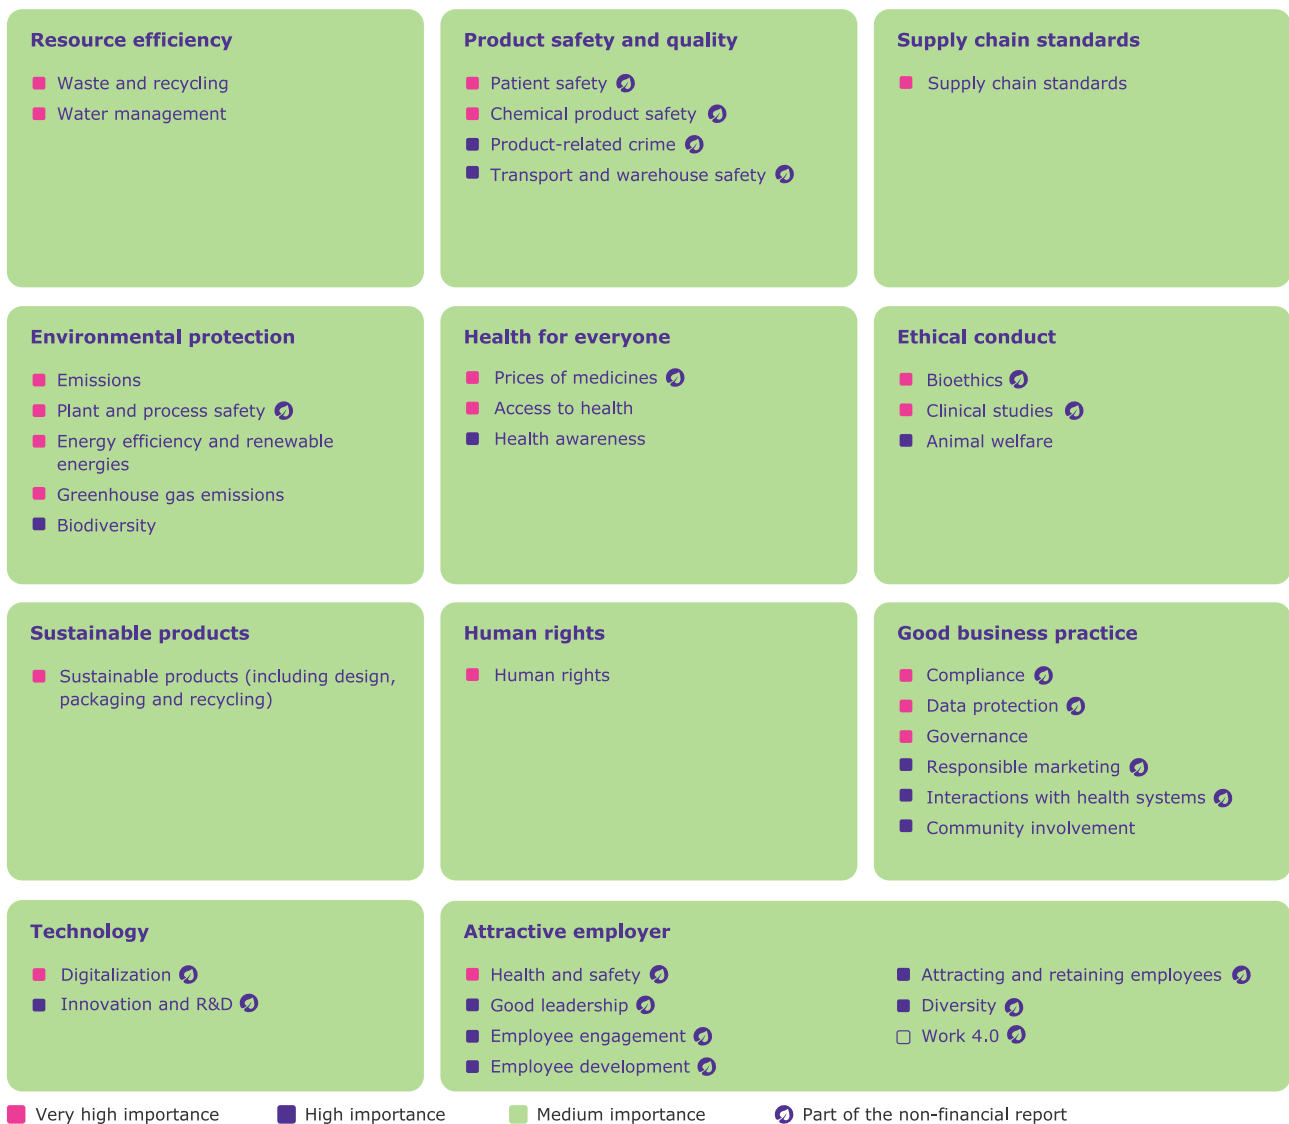 Resource efficiency
Waste and recycling
Water management
Product safety and quality
Patient safety
Chemical product safety
Product-related crime
Transport and warehouse safety
Supply chain standards
Supply chain standards
Environmental protection
Emissions
Plant and process safety
Energy efficiency and renewable
energies
Greenhouse gas emissions
Biodiversity
Health for everyone
Prices of medicines
Access to health
Health awareness
Ethical conduct
Bioethics
Clinical studies
Animal welfare
Sustainable products
Sustainable products (including design,
packaging and recycling)
Human rights
Human rights
Good business practice
Compliance
Data protection
Governance
Responsible marketing
Interactions with health systems
Community involvement
Technology
Digitalization
Innovation and R&D
Attractive employer
Health and safety
Good leadership
Employee engagement
Employee development
Attracting and retaining employees
Diversity
Work 4.0
Very high importance
High importance
Medium importance
Part of the non-financial report